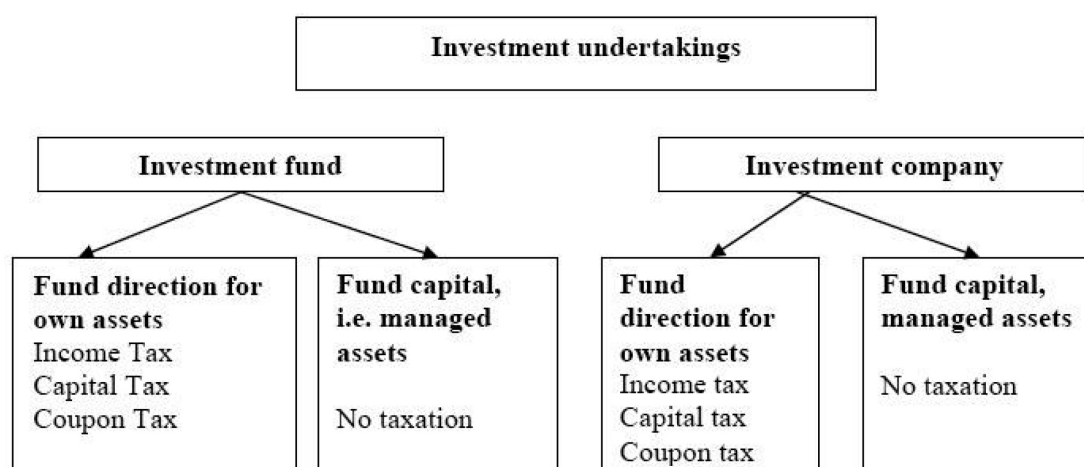 Investment undertakings
Investment fund
Investment company
Fund direction for
own assets
Income Tax
Capital Tax
Coupon Tax
Fund capital,
i.e. managed
assets
No taxation
Fund
direction for
own assets
Income tax
Capital tax
Coupon tax
Fund capital,
managed assets
No taxation